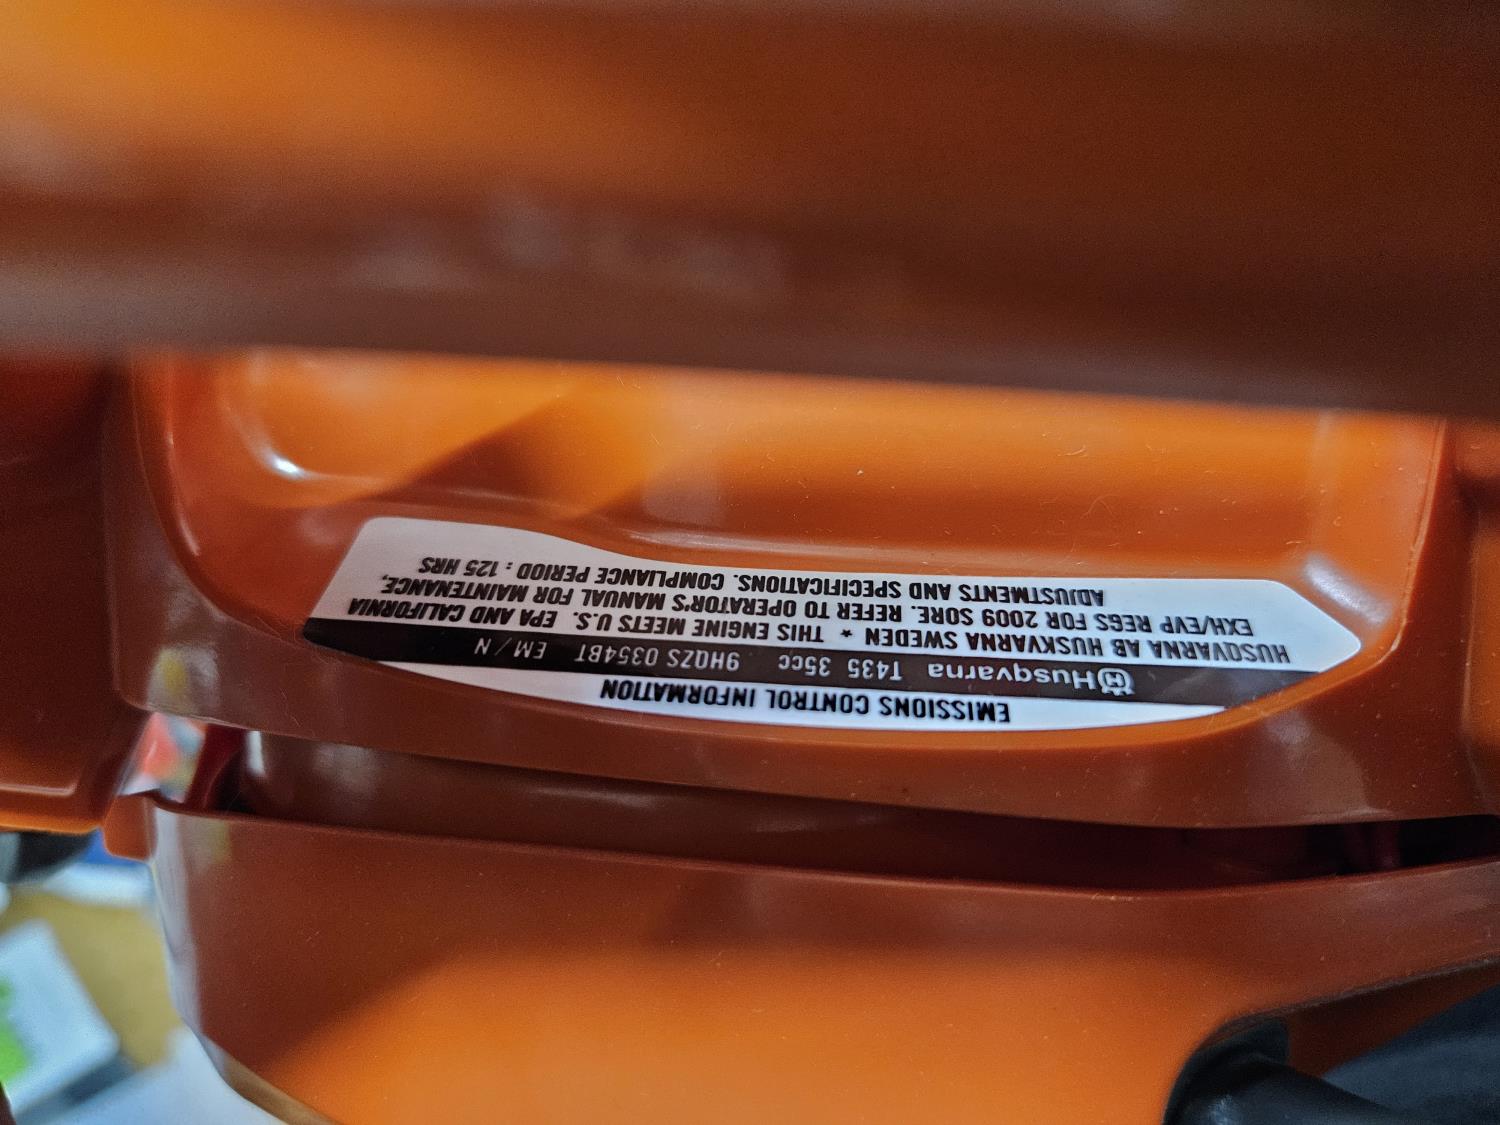 EMISSIONS CONTROL INFORMATION
Husqvarna T435 35cc 9HQZS 0354BT EM / N
HUSQVARNA AB HUSKVARNA SWEDEN * THIS ENGINE MEETS U.S. EPA AND CALIFORNIA
EXH/EVP REGS FOR 2009 SORE. REFER TO OPERATOR'S MANUAL FOR MAINTENANCE,
ADJUSTMENTS AND SPECIFICATIONS. COMPLIANCE PERIOD : 125 HRS